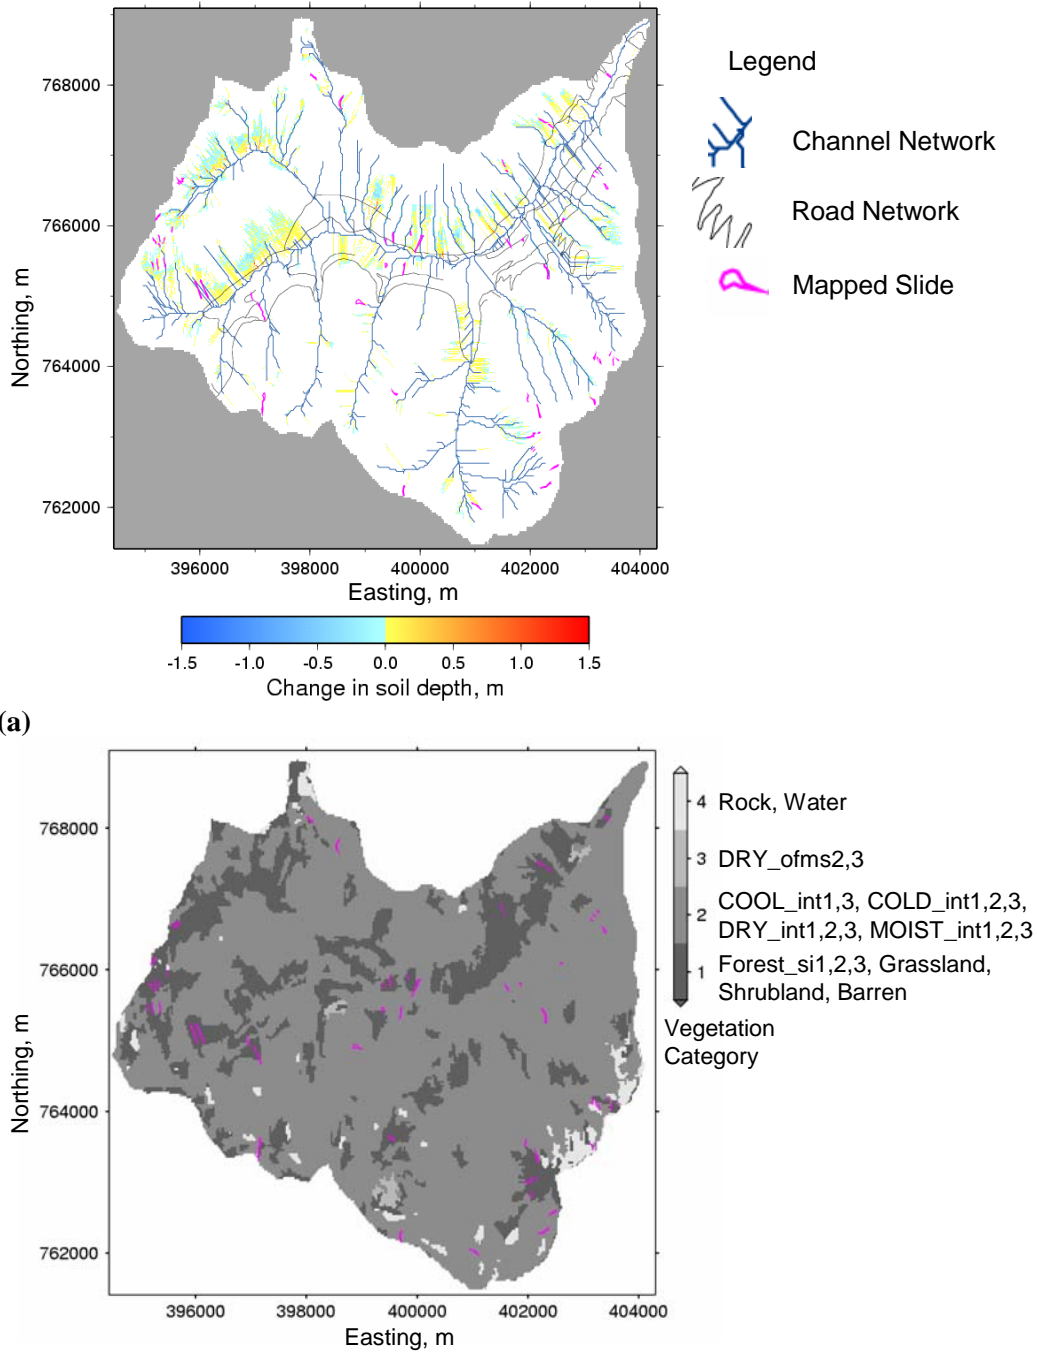 Legend
768000
Channel Network
766000
Road Network
Mapped Slide
764000
762000
Northing, m
396000 398000 400000 402000 404000
Easting, m
-1.5 -1.0 -0.5 0.0 0.5 1.0 1.5
Change in soil depth, m
(a)
4 Rock, Water
768000
3 DRY_ofms2,3
COOL_int1,3, COLD_int1,2,3,
2 DRY_int1,2,3, MOIST_int1,2,3
766000
1 Forest_si1,2,3, Grassland,
Shrubland, Barren
Vegetation
Category
764000
762000
Northing, m
396000 398000 400000 402000 404000
Easting, m